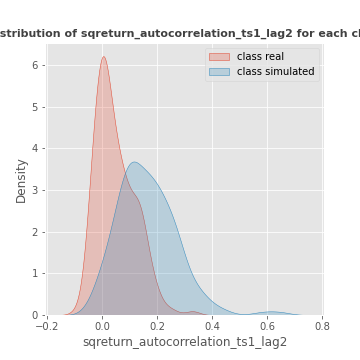 stribution of sqreturn_autocorrelation_ts1_lag2 for each cl
class real
class simulated
6
5
4
3
2
1
0
Density
−0.2 0.0 0.2 0.4 0.6 0.8
sqreturn_autocorrelation_ts1_lag2